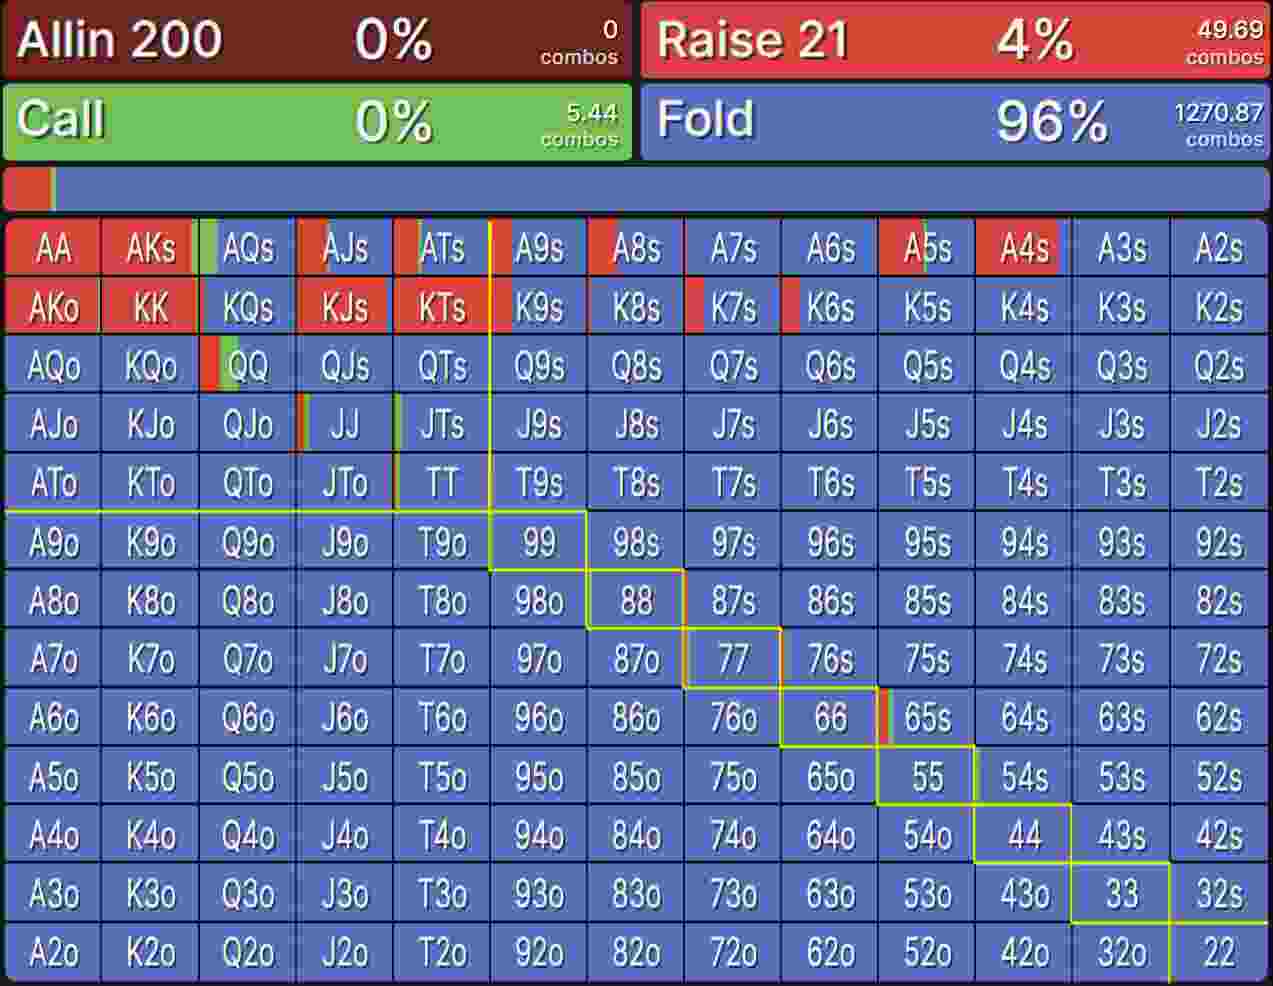 Allin 200 0% 0 combos Raise 21 4% 49.69 combos
Call 0% 5.44 combos Fold 96% 1270.87 combos
AA AKs AQs AJs ATs A9s A8s A7s A6s A5s A4s A3s A2s
AKo KK KQs KJs KTs K9s K8s K7s K6s K5s K4s K3s K2s
AQo KQo QQ QJs QTs Q9s Q8s Q7s Q6s Q5s Q4s Q3s Q2s
AJo KJo QJo JJ JTs J9s J8s J7s J6s J5s J4s J3s J2s
ATo KTo QTo JTo TT T9s T8s T7s T6s T5s T4s T3s T2s
A9o K9o Q9o J9o T9o 99 98s 97s 96s 95s 94s 93s 92s
A8o K8o Q8o J8o T8o 98o 88 87s 86s 85s 84s 83s 82s
A7o K7o Q7o J7o T7o 97o 87o 77 76s 75s 74s 73s 72s
A6o K6o Q6o J6o T6o 96o 86o 76o 66 65s 64s 63s 62s
A5o K5o Q5o J5o T5o 95o 85o 75o 65o 55 54s 53s 52s
A4o K4o Q4o J4o T4o 94o 84o 74o 64o 54o 44 43s 42s
A3o K3o Q3o J3o T3o 93o 83o 73o 63o 53o 43o 33 32s
A2o K2o Q2o J2o T2o 92o 82o 72o 62o 52o 42o 32o 22